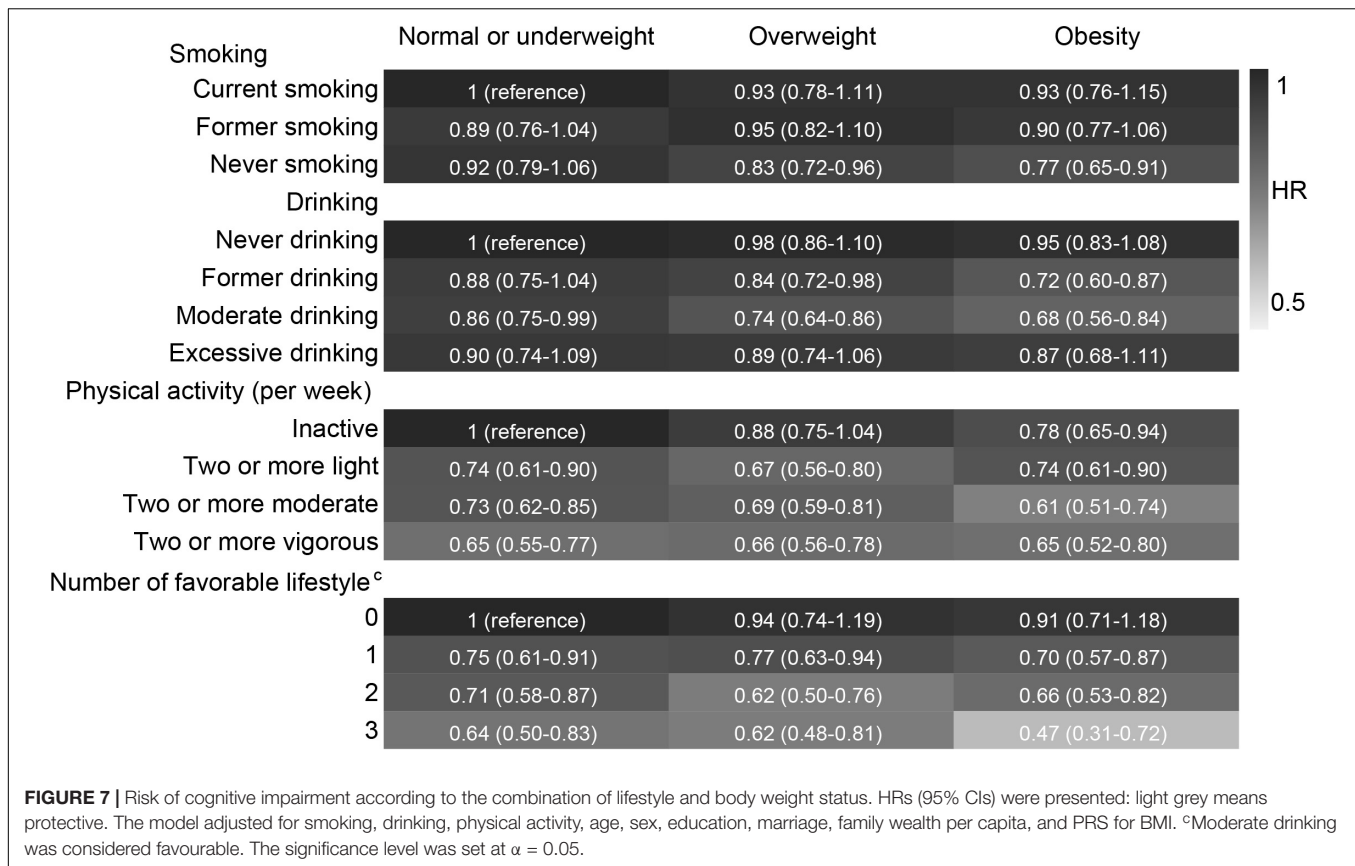 Normal or underweight Overweight Obesity
Smoking
Current smoking 1 (reference) 0.93 (0.78-1.11) 0.93 (0.76-1.15) 1
Former smoking 0.89 (0.76-1.04) 0.95 (0.82-1.10) 0.90 (0.77-1.06)
Never smoking 0.92 (0.79-1.06) 0.83 (0.72-0.96) 0.77 (0.65-0.91)
HR
Drinking
Never drinking 1 (reference) 0.98 (0.86-1.10) 0.95 (0.83-1.08)
Former drinking 0.88 (0.75-1.04) 0.84 (0.72-0.98) 0.72 (0.60-0.87)
0.5
Moderate drinking 0.86 (0.75-0.99) 0.74 (0.64-0.86) 0.68 (0.56-0.84)
Excessive drinking 0.90 (0.74-1.09) 0.89 (0.74-1.06) 0.87 (0.68-1.11)
Physical activity (per week)
Inactive 1 (reference) 0.88 (0.75-1.04) 0.78 (0.65-0.94)
Two or more light 0.74 (0.61-0.90) 0.67 (0.56-0.80) 0.74 (0.61-0.90)
Two or more moderate 0.73 (0.62-0.85) 0.69 (0.59-0.81) 0.61 (0.51-0.74)
Two or more vigorous 0.65 (0.55-0.77) 0.66 (0.56-0.78) 0.65 (0.52-0.80)
Number of favorable lifestyle c
0 1 (reference) 0.94 (0.74-1.19) 0.91 (0.71-1.18)
1 0.75 (0.61-0.91) 0.77 (0.63-0.94) 0.70 (0.57-0.87)
2 0.71 (0.58-0.87) 0.62 (0.50-0.76) 0.66 (0.53-0.82)
3 0.64 (0.50-0.83) 0.62 (0.48-0.81) 0.47 (0.31-0.72)
FIGURE 7 | Risk of cognitive impairment according to the combination of lifestyle and body weight status. HRs (95% CIs) were presented: light grey means
protective. The model adjusted for smoking, drinking, physical activity, age, sex, education, marriage, family wealth per capita, and PRS for BMI. cModerate drinking
was considered favourable. The significance level was set at α = 0.05.